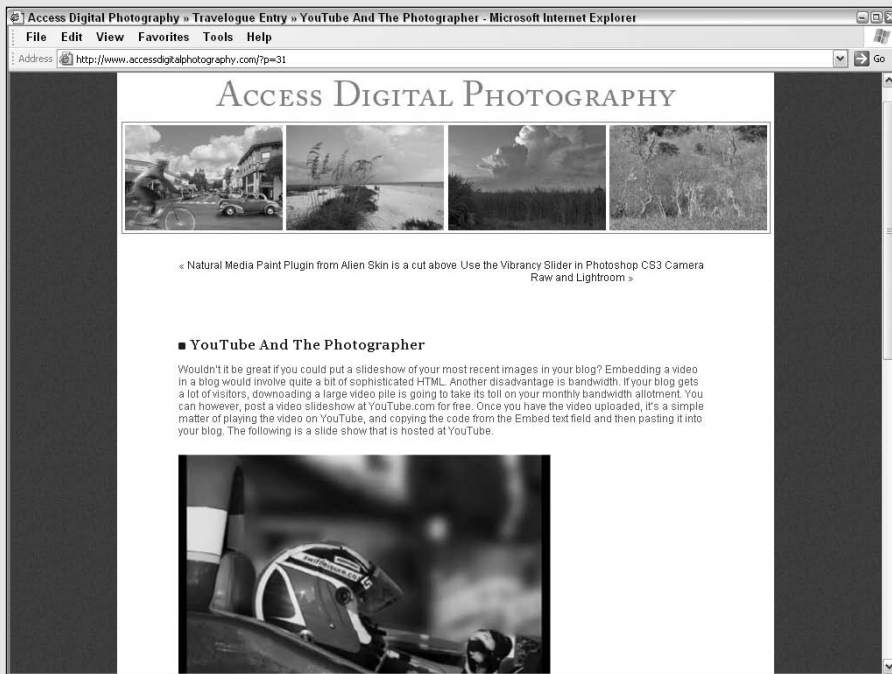 Access Digital Photography » Travelogue Entry » YouTube And The Photographer - Microsoft Internet Explorer
File Edit View Favorites Tools Help
Address http://www.accessdigitalphotography.com/?p=31 Go
Access Digital Photography
« Natural Media Paint Plugin from Alien Skin is a cut above Use the Vibrancy Slider in Photoshop CS3 Camera
Raw and Lightroom »
YouTube And The Photographer
Wouldn't it be great if you could put a slideshow of your most recent images in your blog? Embedding a video
in a blog would involve quite a bit of sophisticated HTML. Another disadvantage is bandwidth. If your blog gets
a lot of visitors, downoading a large video pile is going to take its toll on your monthly bandwidth allotment. You
can however, post a video slideshow at YouTube.com for free. Once you have the video uploaded, it's a simple
matter of playing the video on YouTube, and copying the code from the Embed text field and then pasting it into
your blog. The following is a slide show that is hosted at YouTube.